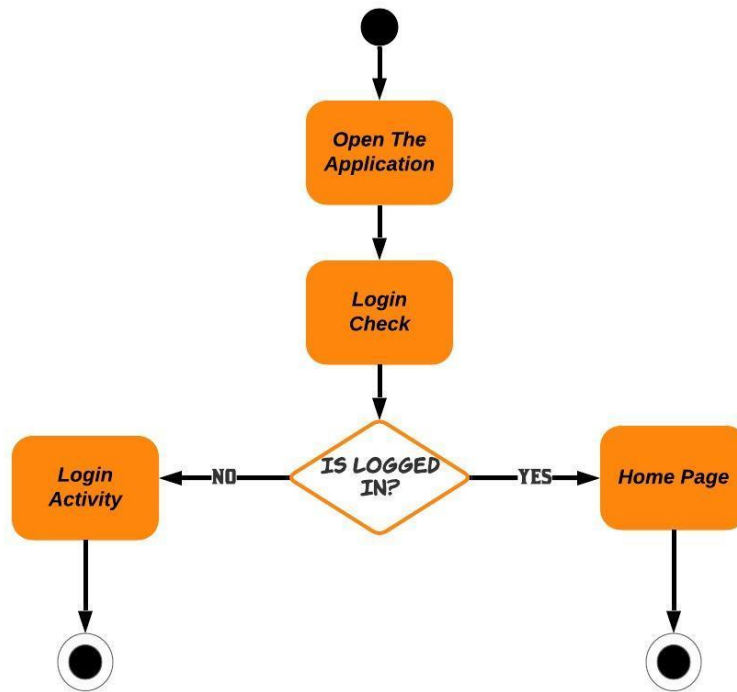 Open The
Application
Login
Check
IS LOGGED
IN?
NO
YES
Login
Activity
Home Page